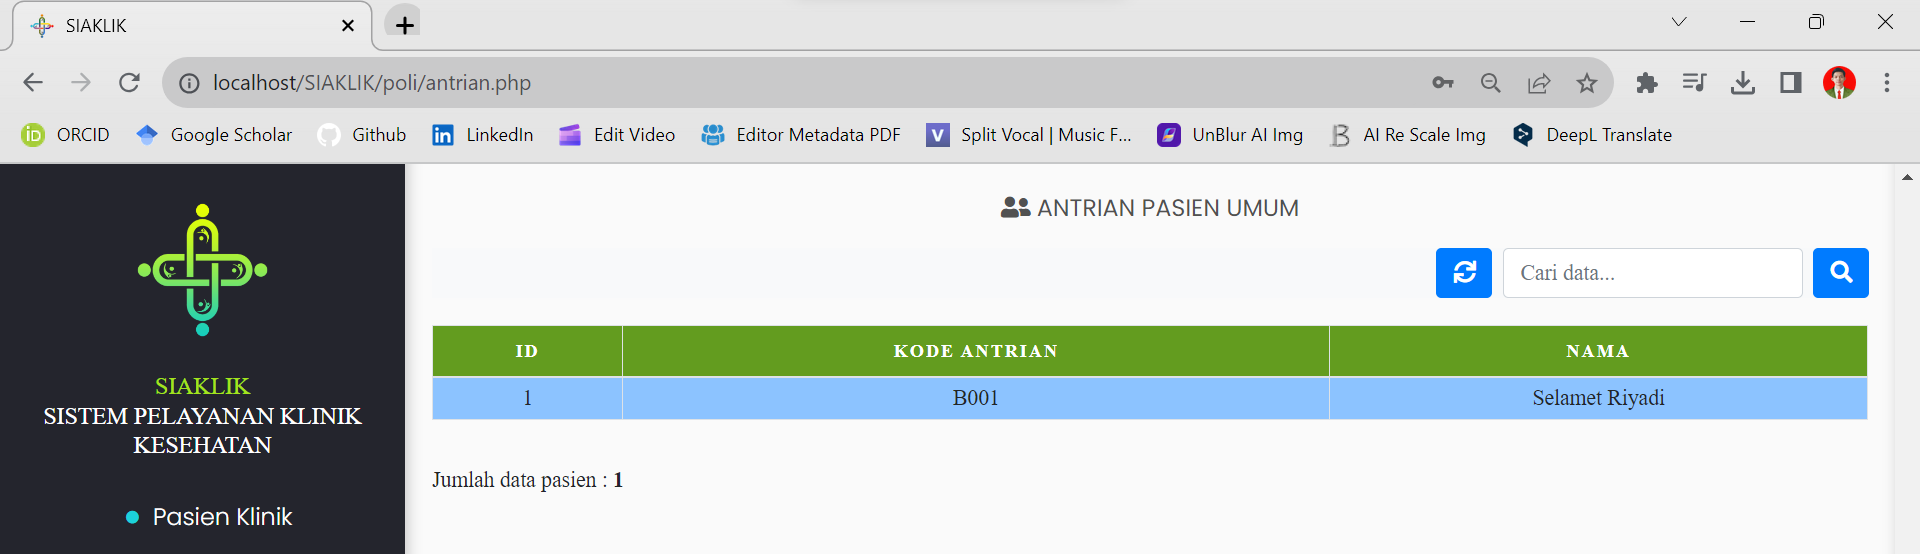 SIAKLIK
localhost/SIAKLIK/poli/antrian.php
iD ORCID Google Scholar Github in LinkedIn Edit Video Editor Metadata PDF V Split Vocal | Music F... UnBlur AI Img AI Re Scale Img DeepL Translate
ANTRIAN PASIEN UMUM
Cari data...
ID KODE ANTRIAN NAMA
1 B001 Selamet Riyadi
Jumlah data pasien : 1
SIAKLIK
SISTEM PELAYANAN KLINIK
KESEHATAN
Pasien Klinik